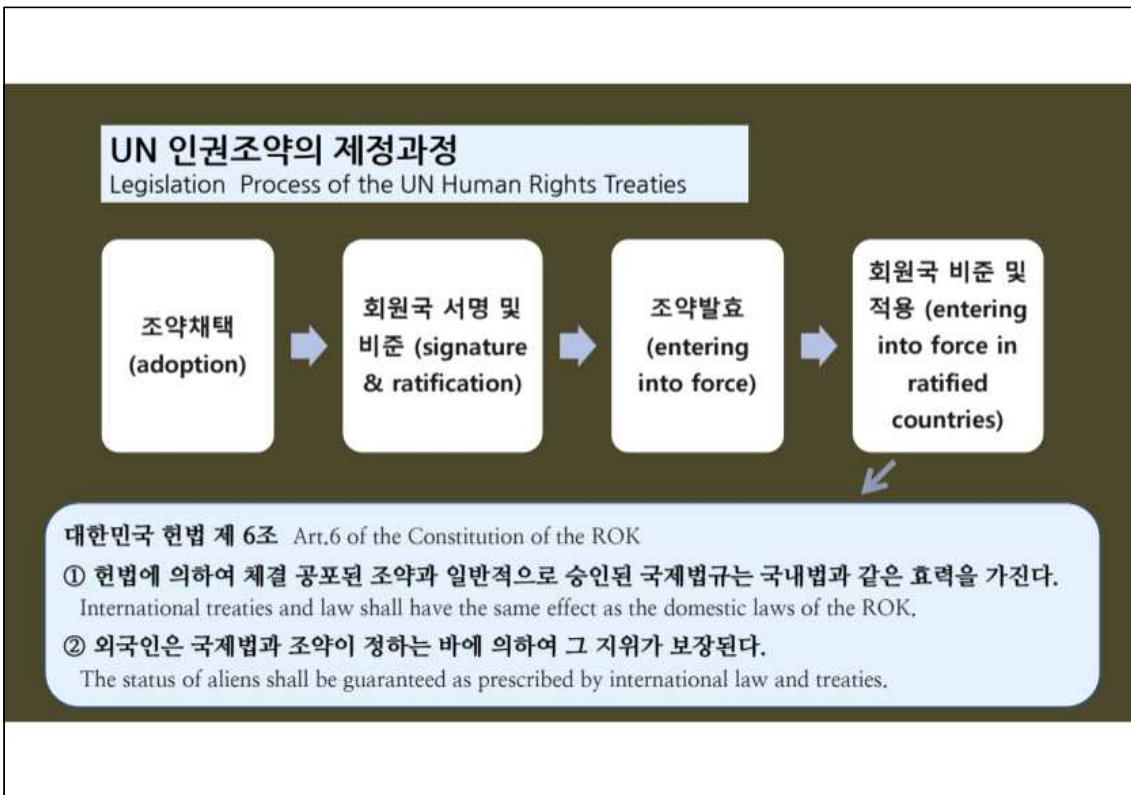 UN 인권조약의 제정과정
Legislation Process of the UN Human Rights Treaties
조약채택
(adoption)
회원국 서명 및
비준 (signature
& ratification)
조약발효
(entering
into force)
회원국 비준 및
적용 (entering
into force in
ratified
countries)
대한민국 헌법 제 6조 Art.6 of the Constitution of the ROK
① 헌법에 의하여 체결 공포된 조약과 일반적으로 승인된 국제법규는 국내법과 같은 효력을 가진다.
International treaties and law shall have the same effect as the domestic laws of the ROK.
② 외국인은 국제법과 조약이 정하는 바에 의하여 그 지위가 보장된다.
The status of aliens shall be guaranteed as prescribed by international law and treaties.